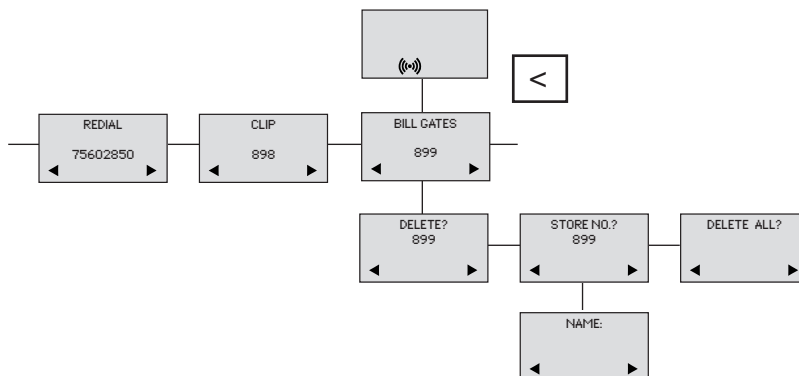 <
REDIAL
75602850
CLIP
898
BILL GATES
899
DELETE?
899
STORE NO.?
899
DELETE ALL?
NAME: